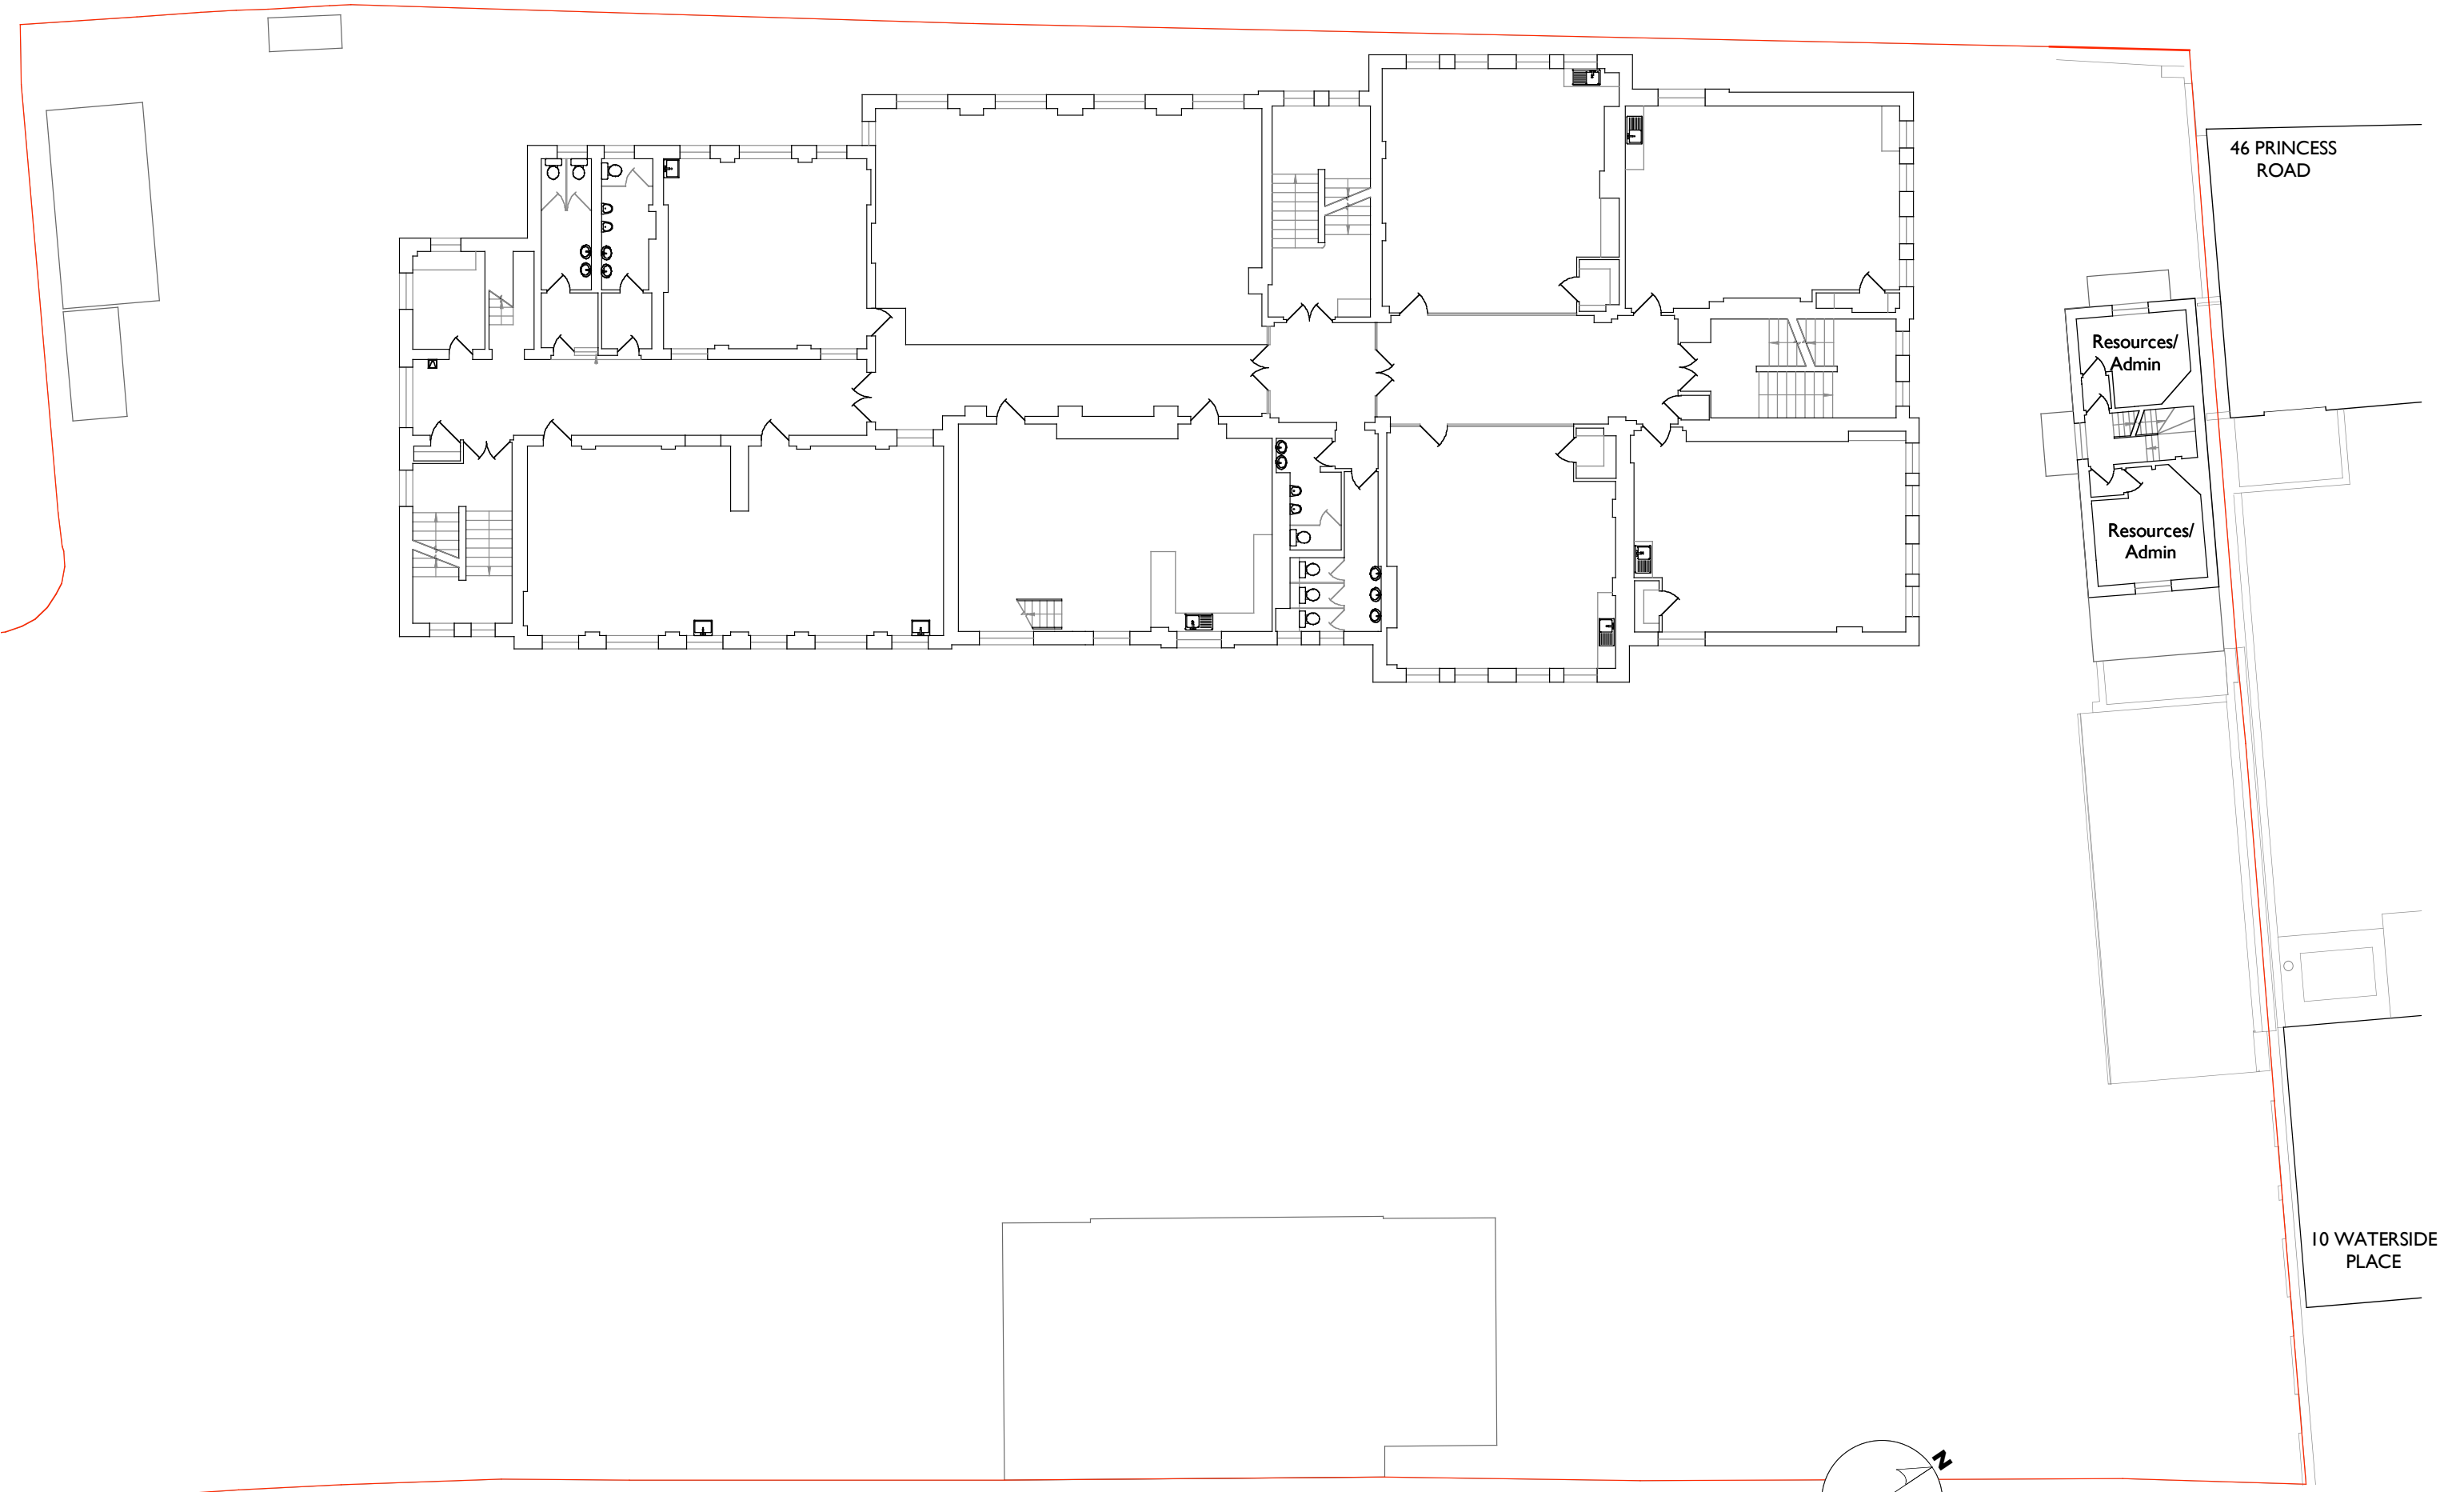 46 PRINCESS
ROAD
Resources/
Admin
Resources/
Admin
10 WATERSIDE
PLACE
N